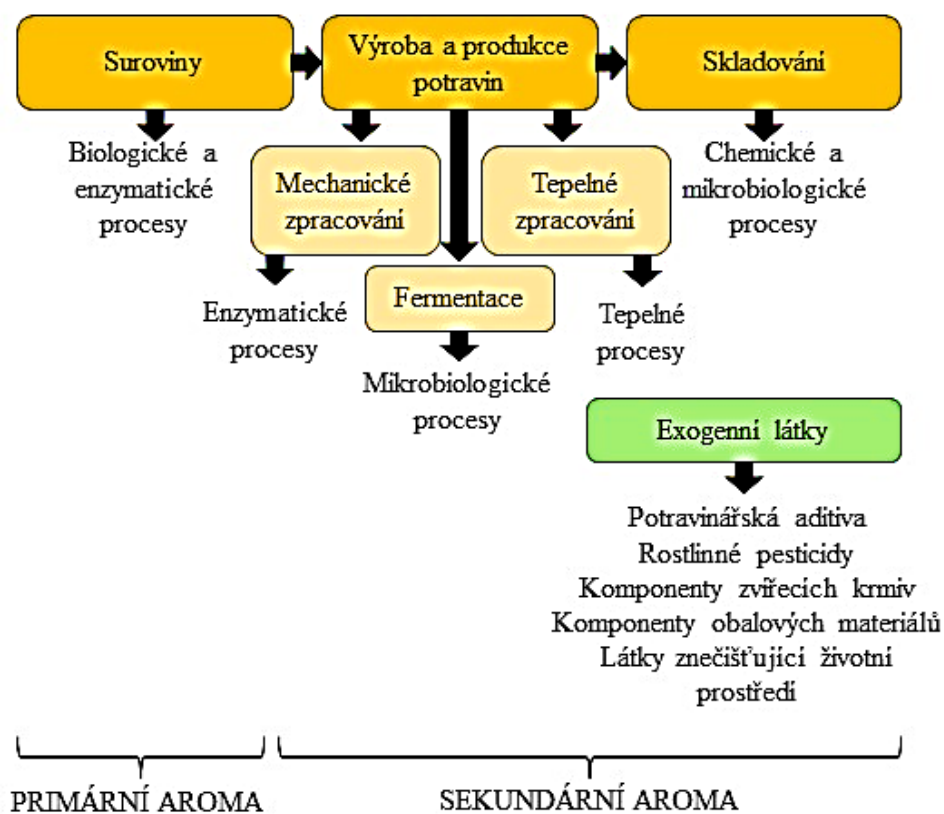 Suroviny
Výroba a produkce
potravin
Skladování
Biologické a
enzymatické
procesy
Mechanické
zpracování
Tepelné
zpracování
Chemické a
mikrobiologické
procesy
Enzymatické
procesy
Fermentace
Tepelné
procesy
Mikrobiologické
procesy
Exogenní látky
Potravinářská aditiva
Rostlinné pesticidy
Komponenty zvířecích krmiv
Komponenty obalových materiálů
Látky znečišťující životní
prostředí
PRIMÁRNÍ AROMA
SEKUNDÁRNÍ AROMA